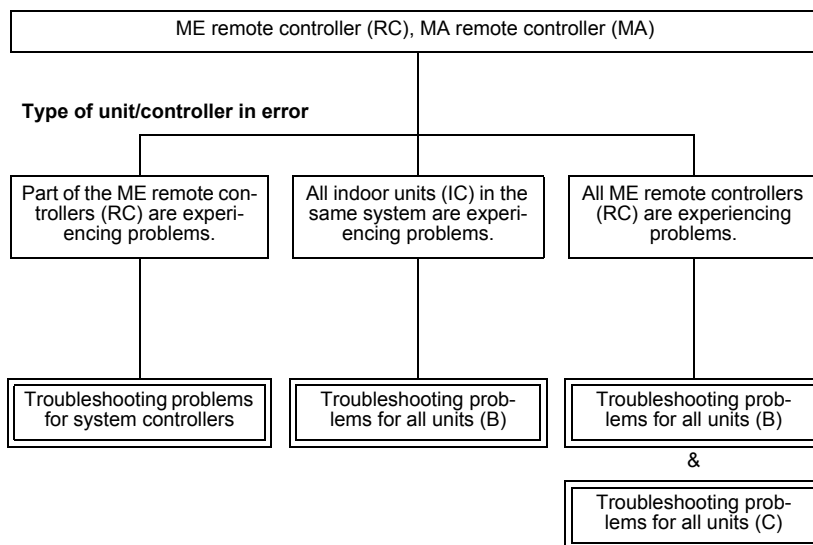 ME remote controller (RC), MA remote controller (MA)
Type of unit/controller in error
Part of the ME remote con-
trollers (RC) are experi-
encing problems.
All indoor units (IC) in the
same system are experi-
encing problems.
All ME remote controllers
(RC) are experiencing
problems.
Troubleshooting problems
for system controllers
Troubleshooting prob-
lems for all units (B)
Troubleshooting prob-
lems for all units (B)
&
Troubleshooting prob-
lems for all units (C)